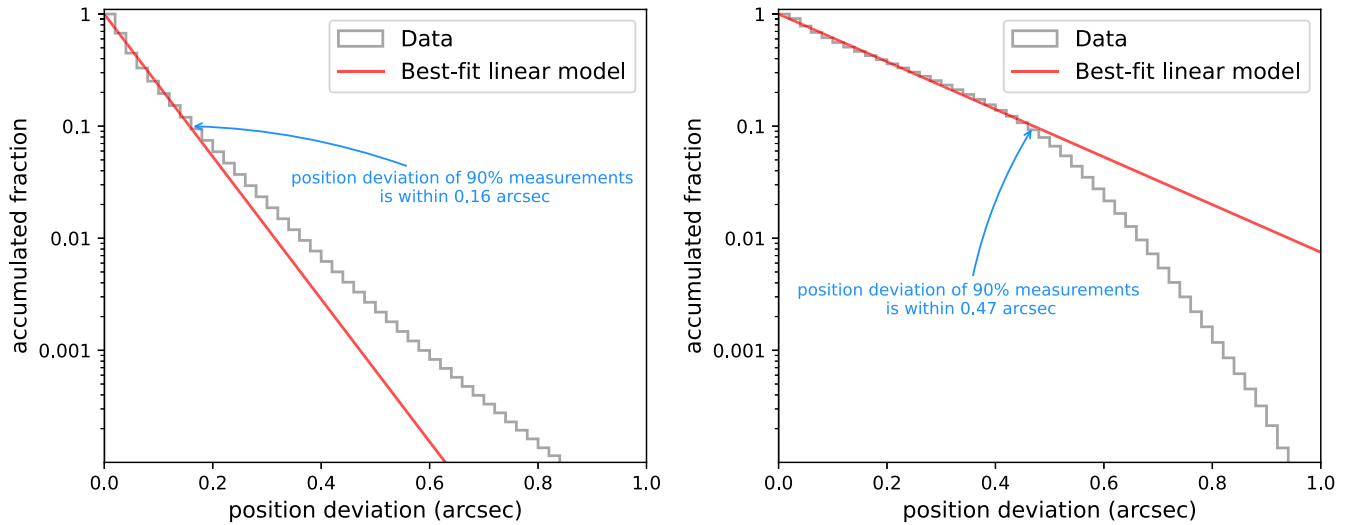 1
0.1
0.01
0.001
accumulated fraction
Data
Best-fit linear model
position deviation of 90% measurements
is within 0.16 arcsec
0.0
0.2
0.4
0.6
0.8
1.0
position deviation (arcsec)
1
0.1
0.01
0.001
accumulated fraction
Data
Best-fit linear model
position deviation of 90% measurements
is within 0.47 arcsec
0.0
0.2
0.4
0.6
0.8
1.0
position deviation (arcsec)